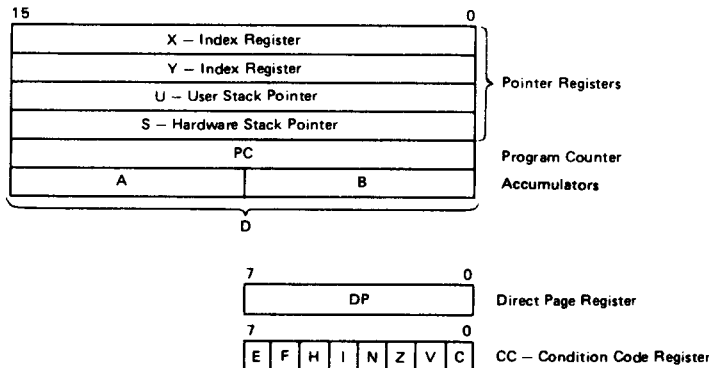 15 0
X – Index Register
Y – Index Register
U – User Stack Pointer
S – Hardware Stack Pointer
Pointer Registers
PC Program Counter
A B Accumulators
D
7 0
DP Direct Page Register
7 0
E F H I N Z V C CC – Condition Code Register